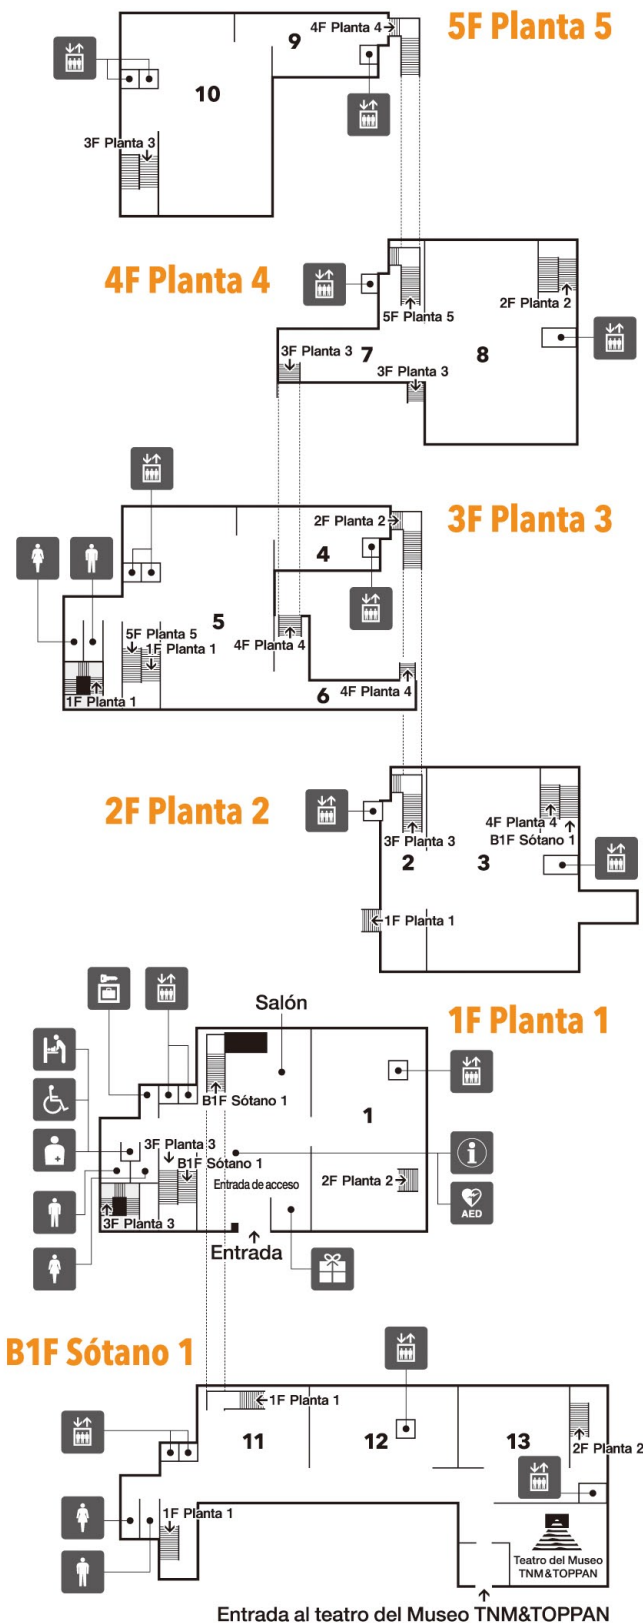 5F Planta 5
9
4F Planta 4
10
3F Planta 3
4F Planta 4
5F Planta 5
2F Planta 2
3F Planta 3
7
8
3F Planta 3
3F Planta 3
2F Planta 2
4
5
5F Planta 5
1F Planta 1
4F Planta 4
1F Planta 1
6
4F Planta 4
2F Planta 2
4F Planta 4
3F Planta 3
B1F Sótano 1
2
3
1F Planta 1
1F Planta 1
Salón
B1F Sótano 1
1
3F Planta 3
B1F Sótano 1
2F Planta 2
Entrada de acceso
3F Planta 3
Entrada
i
AED
B1F Sótano 1
1F Planta 1
11
12
13
2F Planta 2
1F Planta 1
Teatro del Museo
TNM&TOPPAN
Entrada al teatro del Museo TNM&TOPPAN